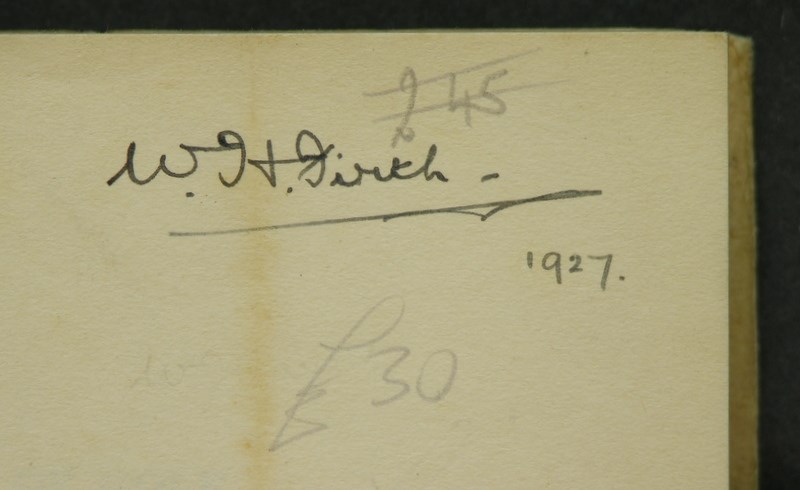 £45
W. H. Firth -
1927.
£30